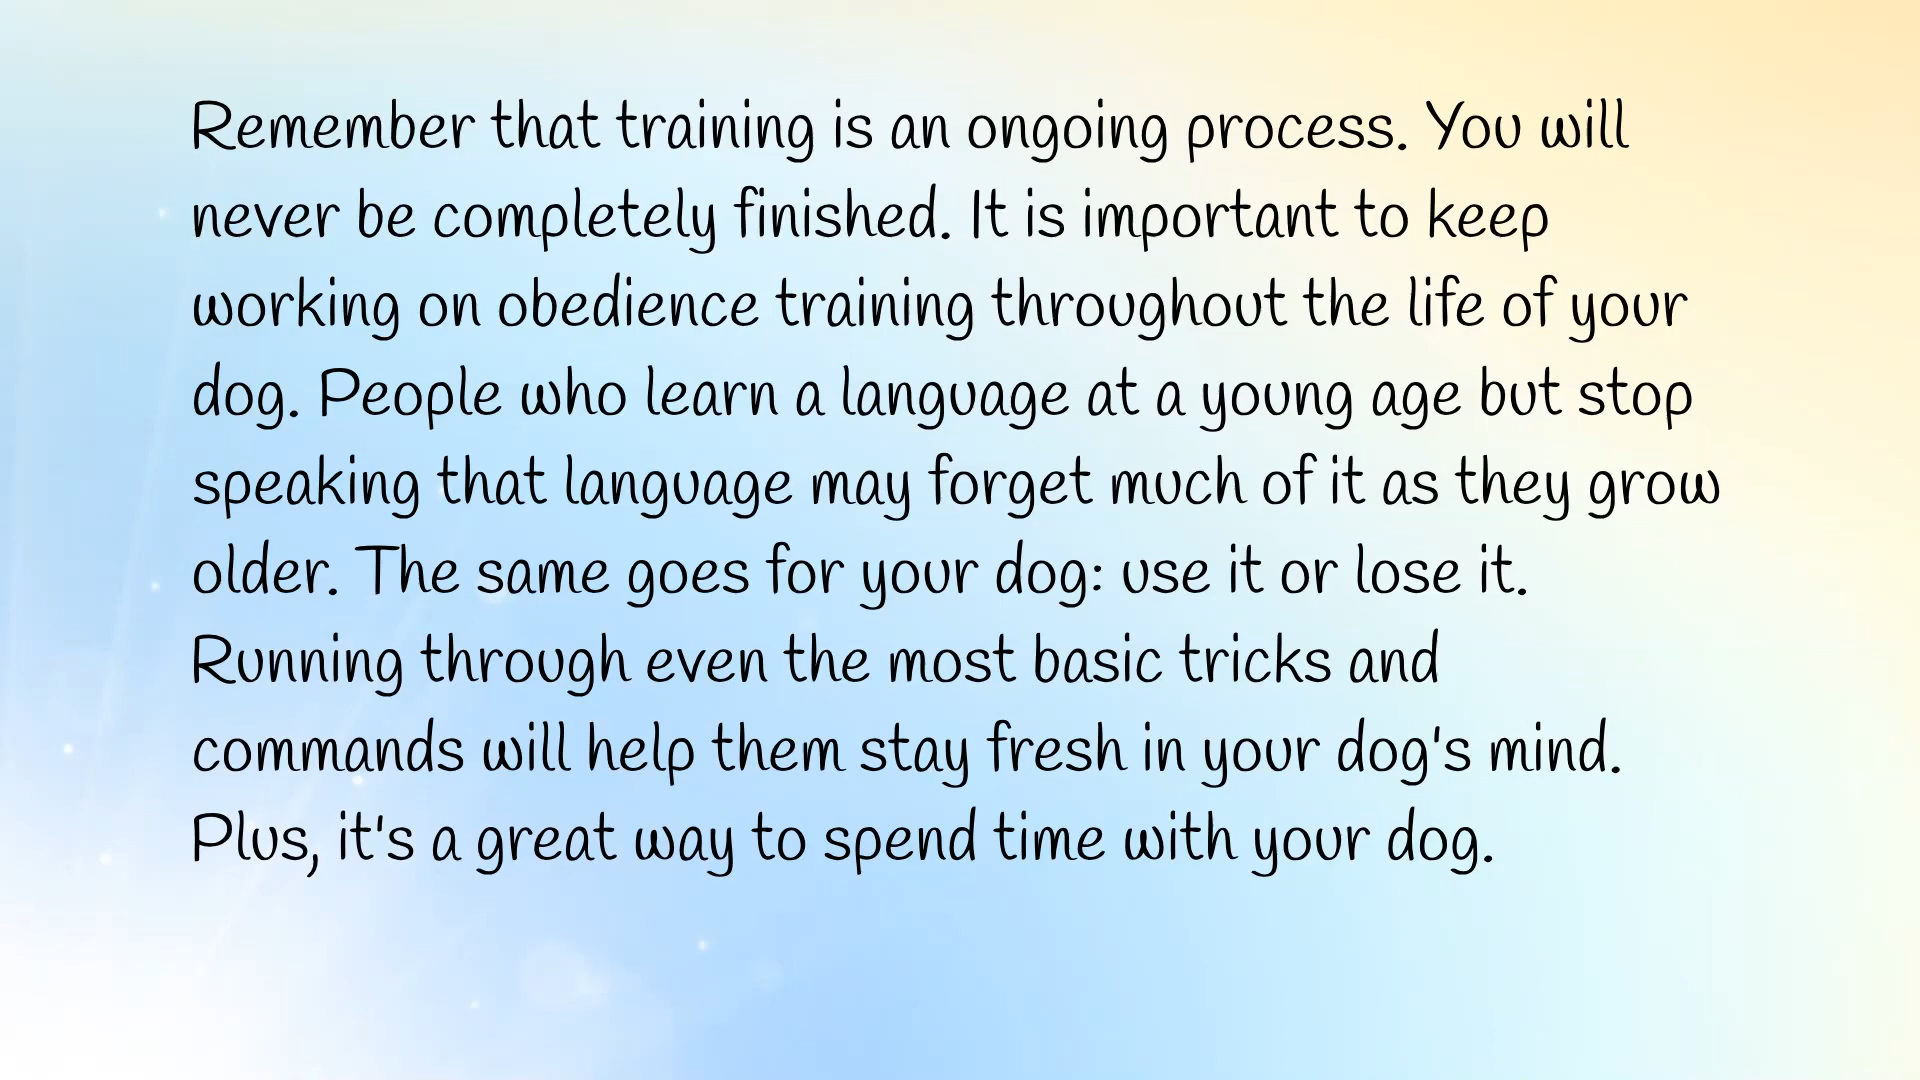 Remember that training is an ongoing process. You will
never be completely finished. It is important to keep
working on obedience training throughout the life of your
dog. People who learn a language at a young age but stop
speaking that language may forget much of it as they grow
older. The same goes for your dog: use it or lose it.
Running through even the most basic tricks and
commands will help them stay fresh in your dog's mind.
Plus, it's a great way to spend time with your dog.